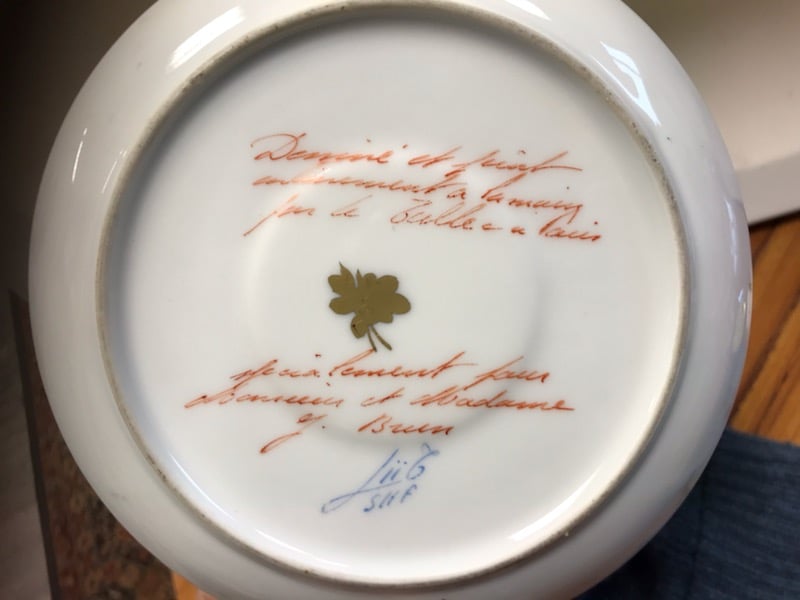 Dessiné et peint
entièrement à la main
par Le Tallec à Paris
spécialement pour
Monsieur et Madame
J. Brun